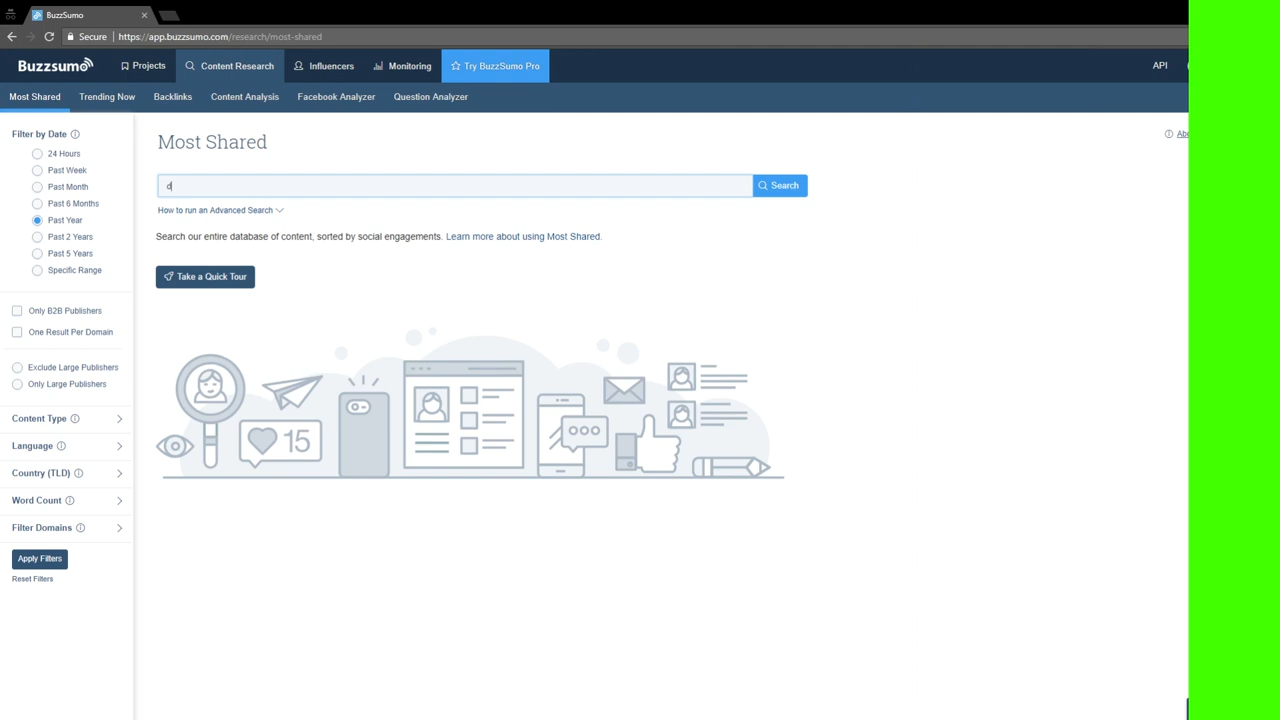 BuzzSumo
Secure https://app.buzzsumo.com/research/most-shared
Buzzsumo Projects Content Research Influencers Monitoring Try BuzzSumo Pro API
Most Shared Trending Now Backlinks Content Analysis Facebook Analyzer Question Analyzer
Filter by Date
24 Hours
Past Week
Past Month
Past 6 Months
Past Year
Past 2 Years
Past 5 Years
Specific Range
Only B2B Publishers
One Result Per Domain
Exclude Large Publishers
Only Large Publishers
Content Type
Language
Country (TLD)
Word Count
Filter Domains
Apply Filters
Reset Filters
Most Shared
d
Search
How to run an Advanced Search
Search our entire database of content, sorted by social engagements. Learn more about using Most Shared.
Take a Quick Tour
15